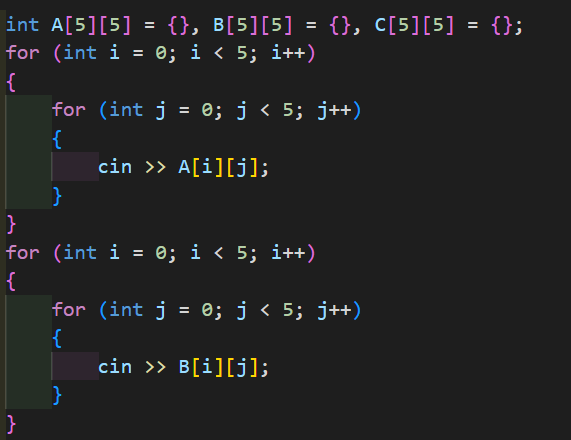 int A[5][5] = {}, B[5][5] = {}, C[5][5] = {};
for (int i = 0; i < 5; i++)
{
    for (int j = 0; j < 5; j++)
    {
        cin >> A[i][j];
    }
}
for (int i = 0; i < 5; i++)
{
    for (int j = 0; j < 5; j++)
    {
        cin >> B[i][j];
    }
}